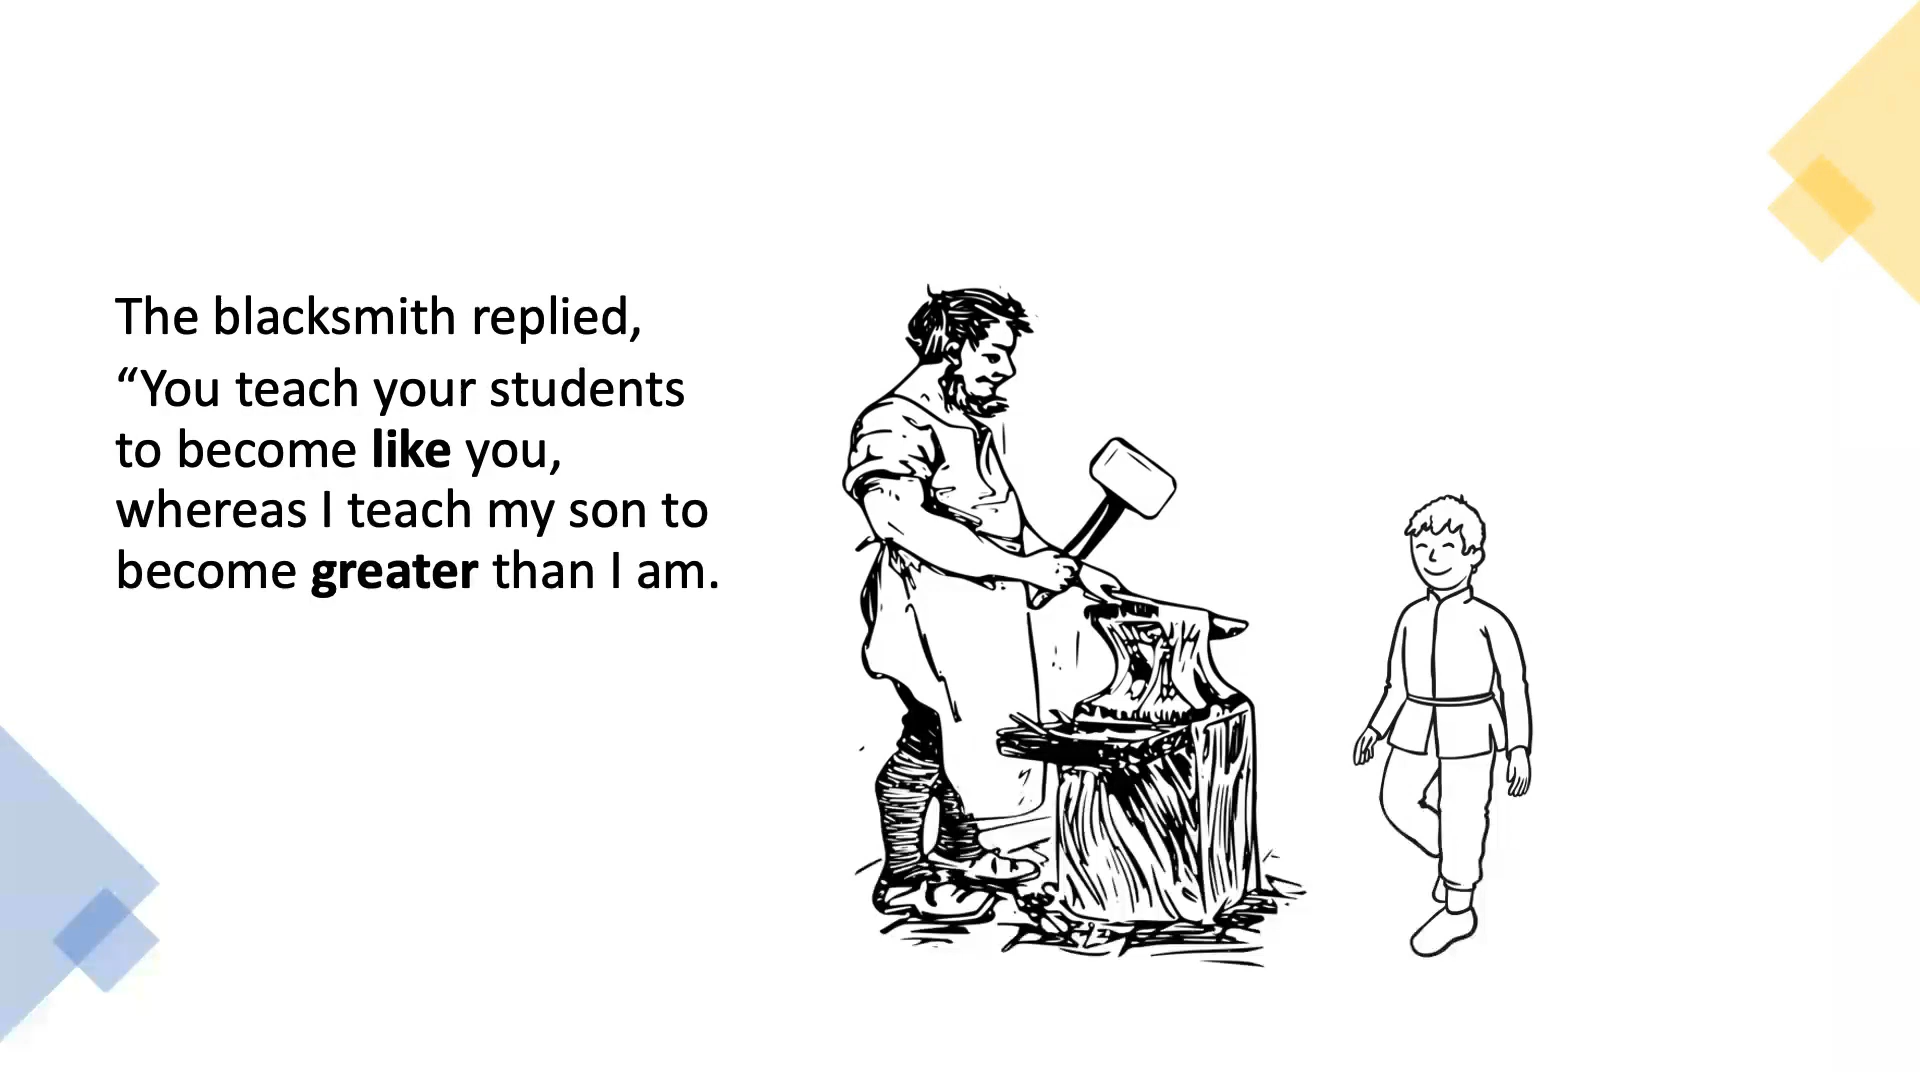 The blacksmith replied,
“You teach your students
to become like you,
whereas I teach my son to
become greater than I am.